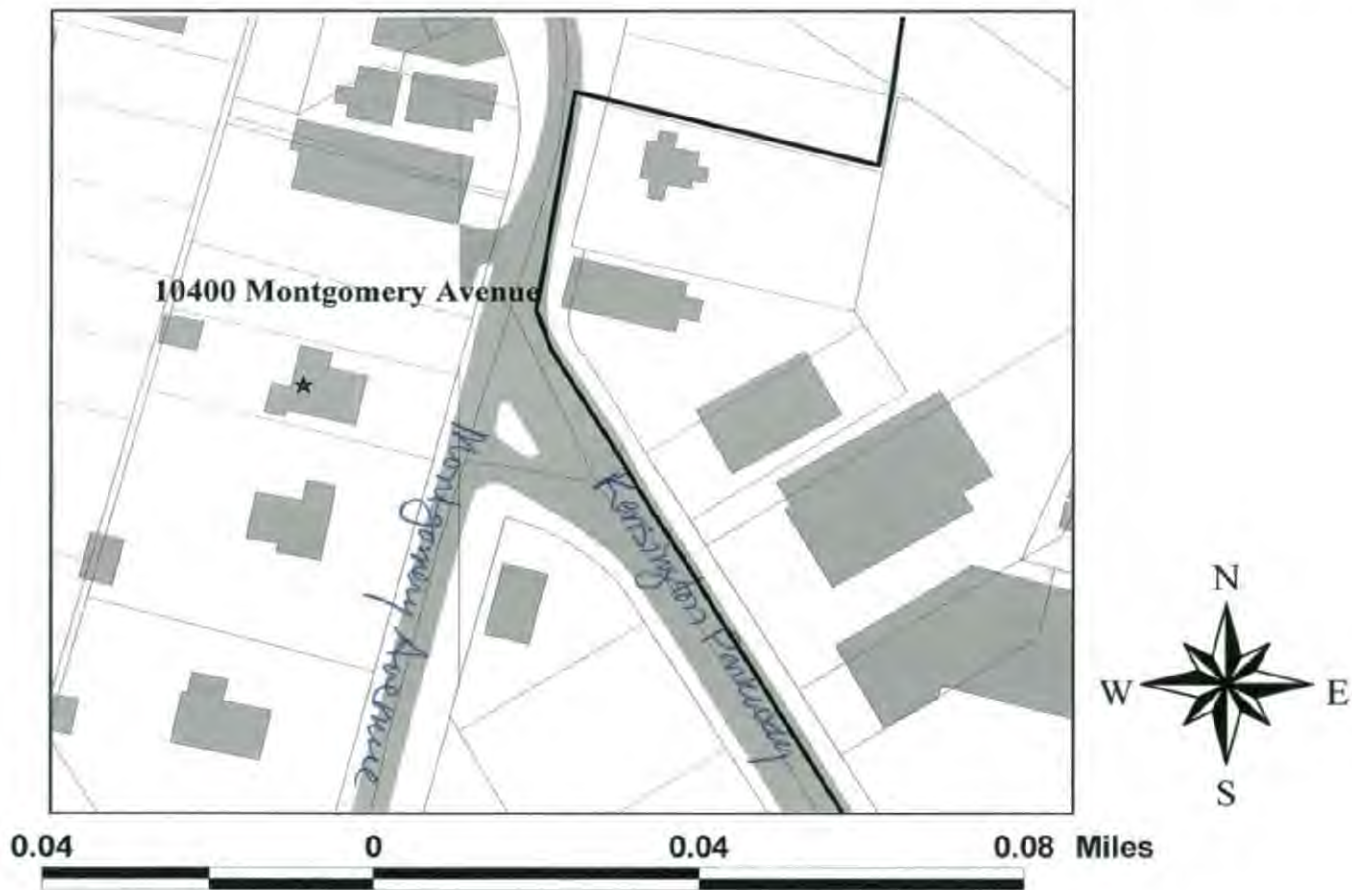 10400 Montgomery Avenue
Montgomery Avenue
Kensington Parkway
N
W E
S
0.04 0 0.04 0.08 Miles